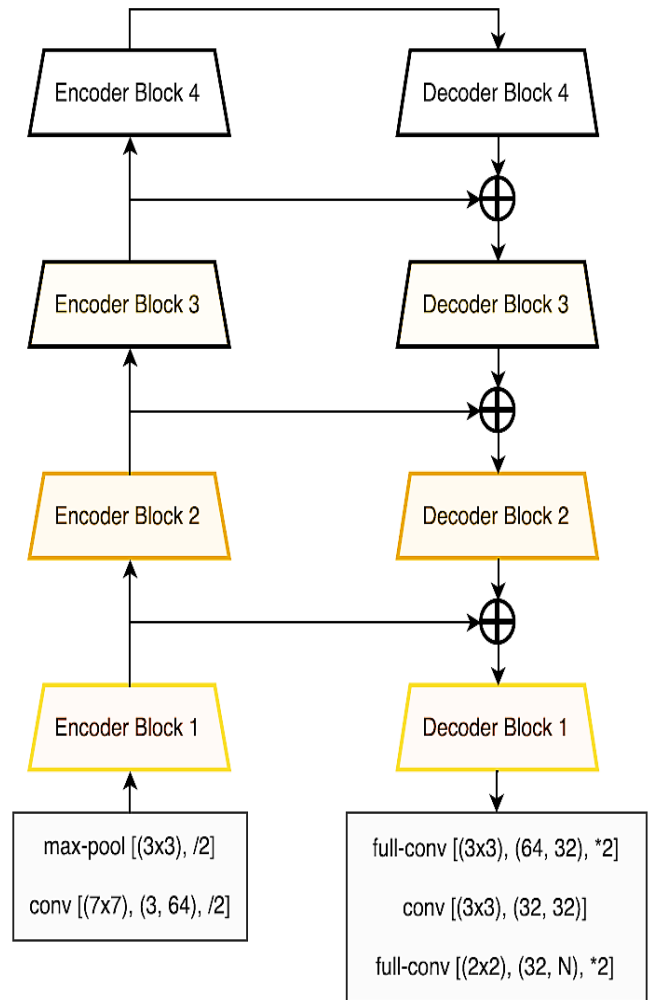 Encoder Block 4
Decoder Block 4
Encoder Block 3
Decoder Block 3
Encoder Block 2
Decoder Block 2
Encoder Block 1
Decoder Block 1
max-pool [(3x3), /2]
conv [(7x7), (3, 64), /2]
full-conv [(3x3), (64, 32), *2]
conv [(3x3), (32, 32)]
full-conv [(2x2), (32, N), *2]